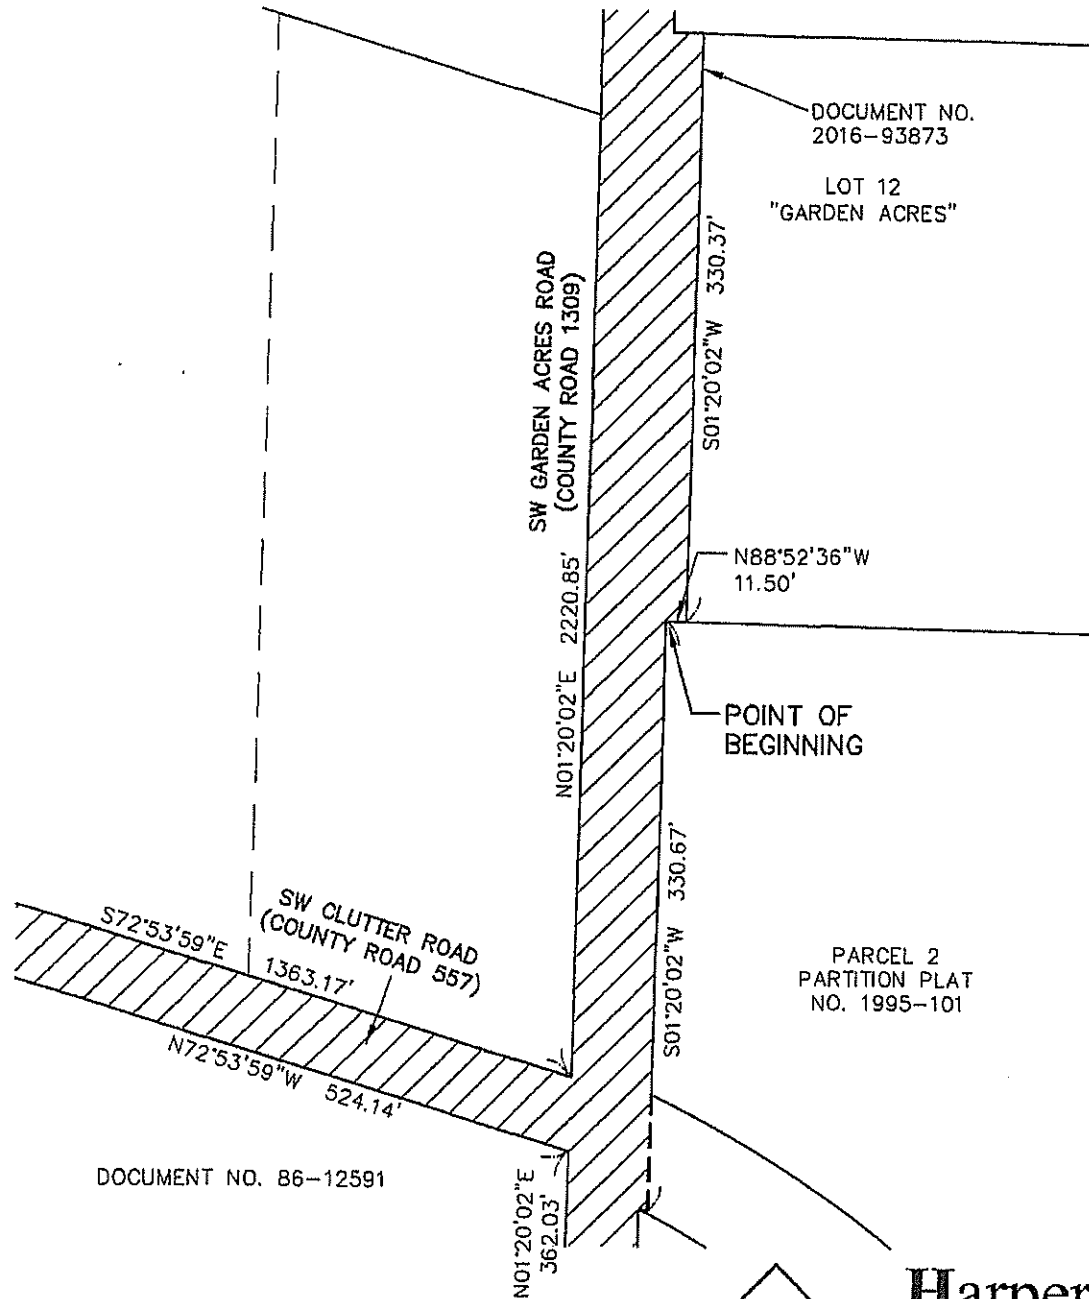 DOCUMENT NO.
2016-93873
LOT 12
"GARDEN ACRES"
SW GARDEN ACRES ROAD
(COUNTY ROAD 1309)
S01°20'02"W 330.37'
N88°52'36"W
11.50'
N01°20'02"E 2220.85'
POINT OF
BEGINNING
S01°20'02"W 330.67'
SW CLUTTER ROAD
(COUNTY ROAD 557)
S72°53'59"E 1363.17'
PARCEL 2
PARTITION PLAT
NO. 1995-101
N72°53'59"W 524.14'
DOCUMENT NO. 86-12591
N01°20'02"E
362.03'
Harper